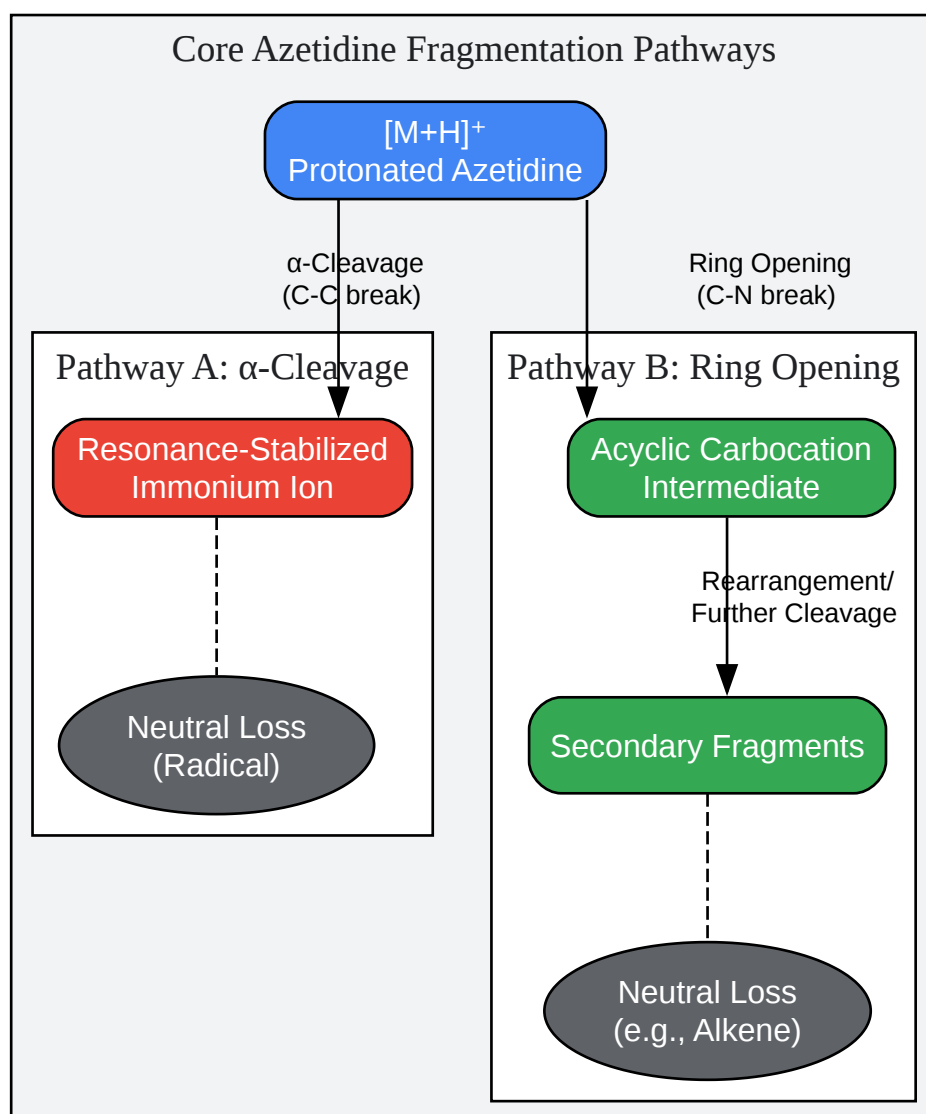 Core Azetidine Fragmentation Pathways
[M+H]⁺
Protonated Azetidine
α-Cleavage
(C-C break)
Ring Opening
(C-N break)
Pathway A: α-Cleavage
Resonance-Stabilized
Immonium Ion
Neutral Loss
(Radical)
Pathway B: Ring Opening
Acyclic Carbocation
Intermediate
Rearrangement/
Further Cleavage
Secondary Fragments
Neutral Loss
(e.g., Alkene)